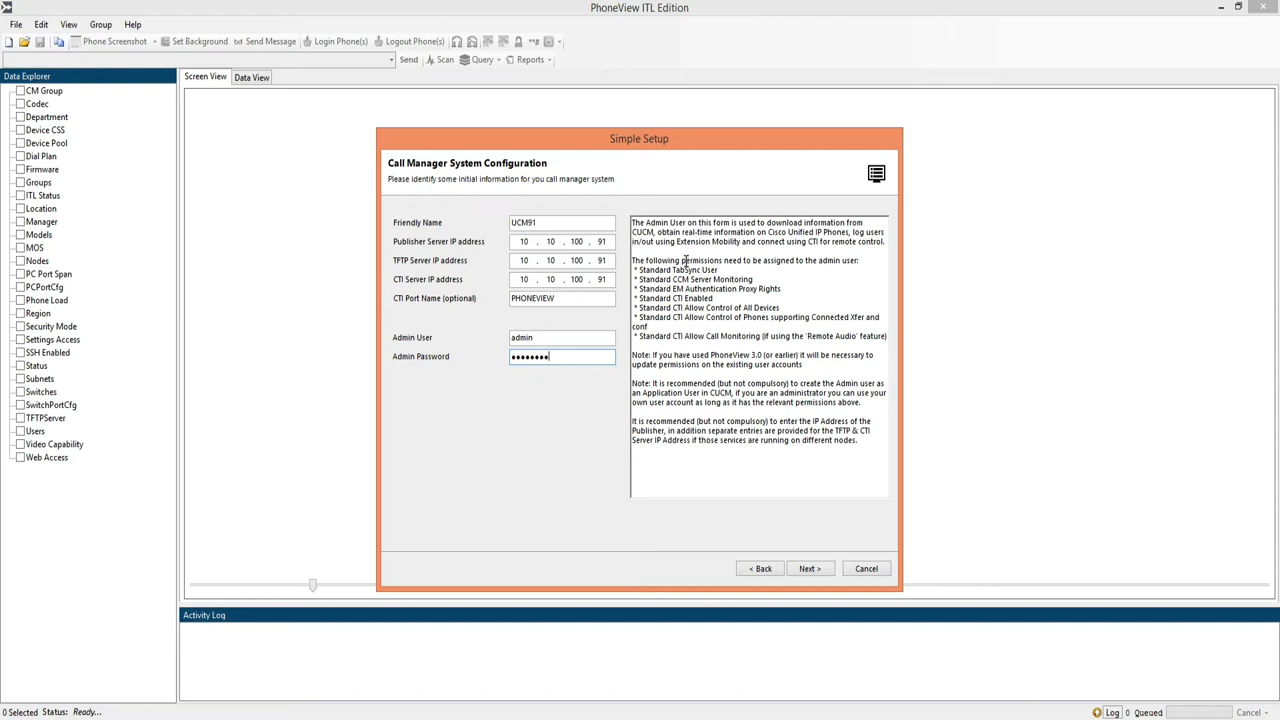 PhoneView ITL Edition
File Edit View Group Help
Phone Screenshot Set Background Send Message Login Phone(s) Logout Phone(s)
Send Scan Query Reports
Data Explorer
CM Group
Codec
Department
Device CSS
Device Pool
Dial Plan
Firmware
Groups
ITL Status
Location
Manager
Models
MOS
Nodes
PC Port Span
PCPortCfg
Phone Load
Region
Security Mode
Settings Access
SSH Enabled
Status
Subnets
Switches
SwitchPortCfg
TFTPServer
Users
Video Capability
Web Access
Screen View Data View
Simple Setup
Call Manager System Configuration
Please identify some initial information for you call manager system
Friendly Name UCM91
Publisher Server IP address 10 . 10 . 100 . 91
TFTP Server IP address 10 . 10 . 100 . 91
CTI Server IP address 10 . 10 . 100 . 91
CTI Port Name (optional) PHONEVIEW
Admin User admin
Admin Password ••••••••
The Admin User on this form is used to download information from
CUCM, obtain real-time information on Cisco Unified IP Phones, log users
in/out using Extension Mobility and connect using CTI for remote control.
The following permissions need to be assigned to the admin user:
* Standard TabSync User
* Standard CCM Server Monitoring
* Standard EM Authentication Proxy Rights
* Standard CTI Enabled
* Standard CTI Allow Control of All Devices
* Standard CTI Allow Control of Phones supporting Connected Xfer and
conf
* Standard CTI Allow Call Monitoring (if using the 'Remote Audio' feature)
Note: If you have used PhoneView 3.0 (or earlier) it will be necessary to
update permissions on the existing user accounts
Note: It is recommended (but not compulsory) to create the Admin user as
an Application User in CUCM, if you are an administrator you can use your
own user account as long as it has the relevant permissions above.
It is recommended (but not compulsory) to enter the IP Address of the
Publisher, in addition separate entries are provided for the TFTP & CTI
Server IP Address if those services are running on different nodes.
< Back Next > Cancel
Activity Log
0 Selected Status: Ready... Log 0 Queued Cancel